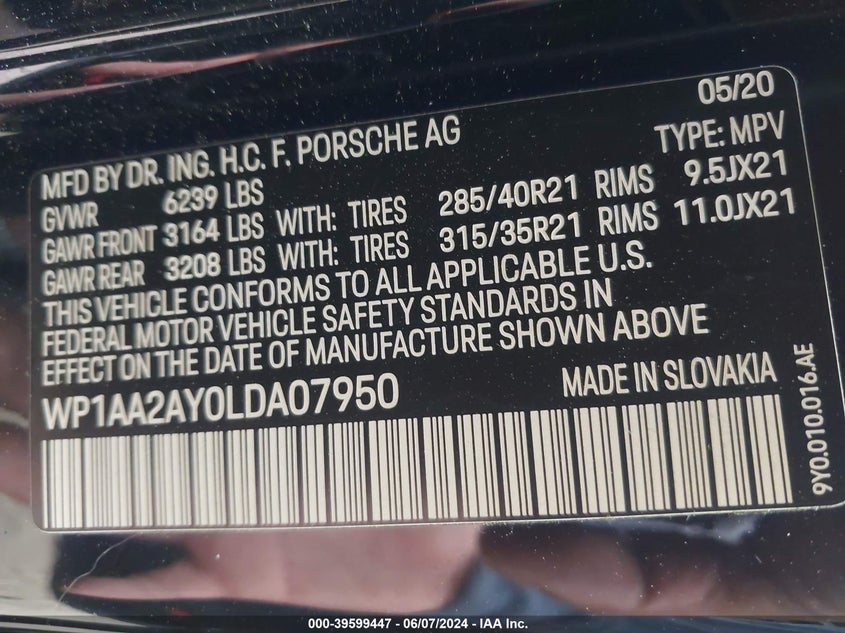 05/20
MFD BY DR. ING. H.C. F. PORSCHE AG TYPE: MPV
GVWR 6239 LBS
GAWR FRONT 3164 LBS WITH: TIRES 285/40R21 RIMS 9.5JX21
GAWR REAR 3208 LBS WITH: TIRES 315/35R21 RIMS 11.0JX21
THIS VEHICLE CONFORMS TO ALL APPLICABLE U.S.
FEDERAL MOTOR VEHICLE SAFETY STANDARDS IN
EFFECT ON THE DATE OF MANUFACTURE SHOWN ABOVE
WP1AA2AY0LDA07950 MADE IN SLOVAKIA
9Y0.010.016.AE
000-39599447 - 06/07/2024 - IAA Inc.